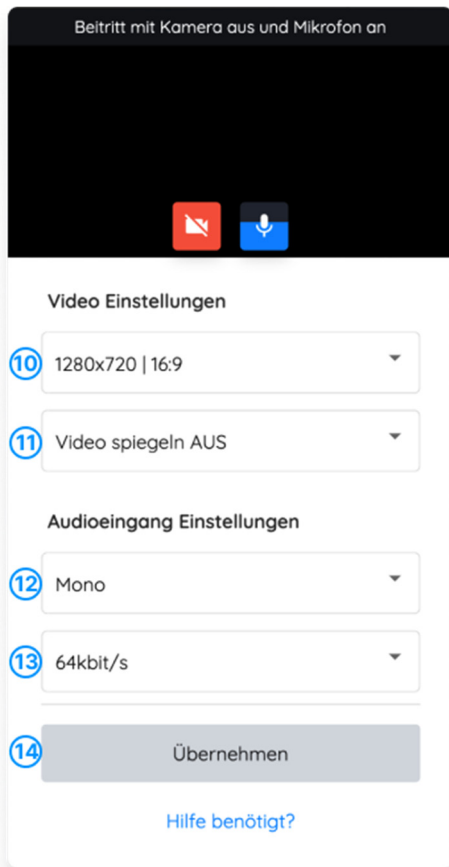 Beitritt mit Kamera aus und Mikrofon an
Video Einstellungen
10 1280x720 | 16:9
11 Video spiegeln AUS
Audioeingang Einstellungen
12 Mono
13 64kbit/s
14 Übernehmen
Hilfe benötigt?